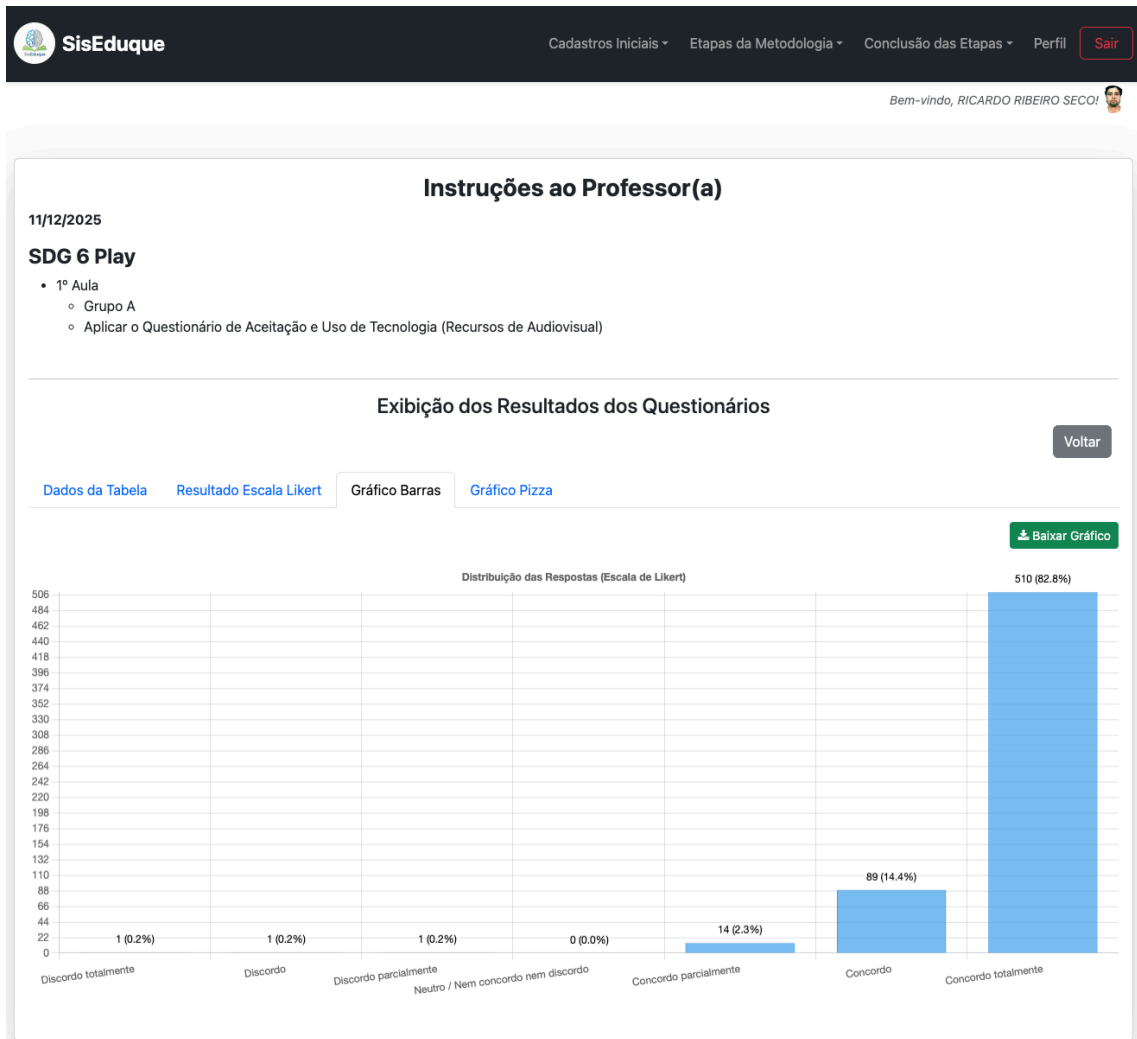 SisEduque
Cadastros Iniciais
Etapas da Metodologia
Conclusão das Etapas
Perfil
Sair
Bem-vindo, RICARDO RIBEIRO SECO!
Instruções ao Professor(a)
11/12/2025
SDG 6 Play
1º Aula
Grupo A
Aplicar o Questionário de Aceitação e Uso de Tecnologia (Recursos de Audiovisual)
Exibição dos Resultados dos Questionários
Voltar
Dados da Tabela
Resultado Escala Likert
Gráfico Barras
Gráfico Pizza
Baixar Gráfico
Distribuição das Respostas (Escala de Likert)
506
484
462
440
418
396
374
352
330
308
286
264
242
220
198
176
154
132
110
88
66
44
22
0
1 (0.2%)
1 (0.2%)
1 (0.2%)
0 (0.0%)
14 (2.3%)
89 (14.4%)
510 (82.8%)
Discordo totalmente
Discordo
Discordo parcialmente
Neutro / Nem concordo nem discordo
Concordo parcialmente
Concordo
Concordo totalmente